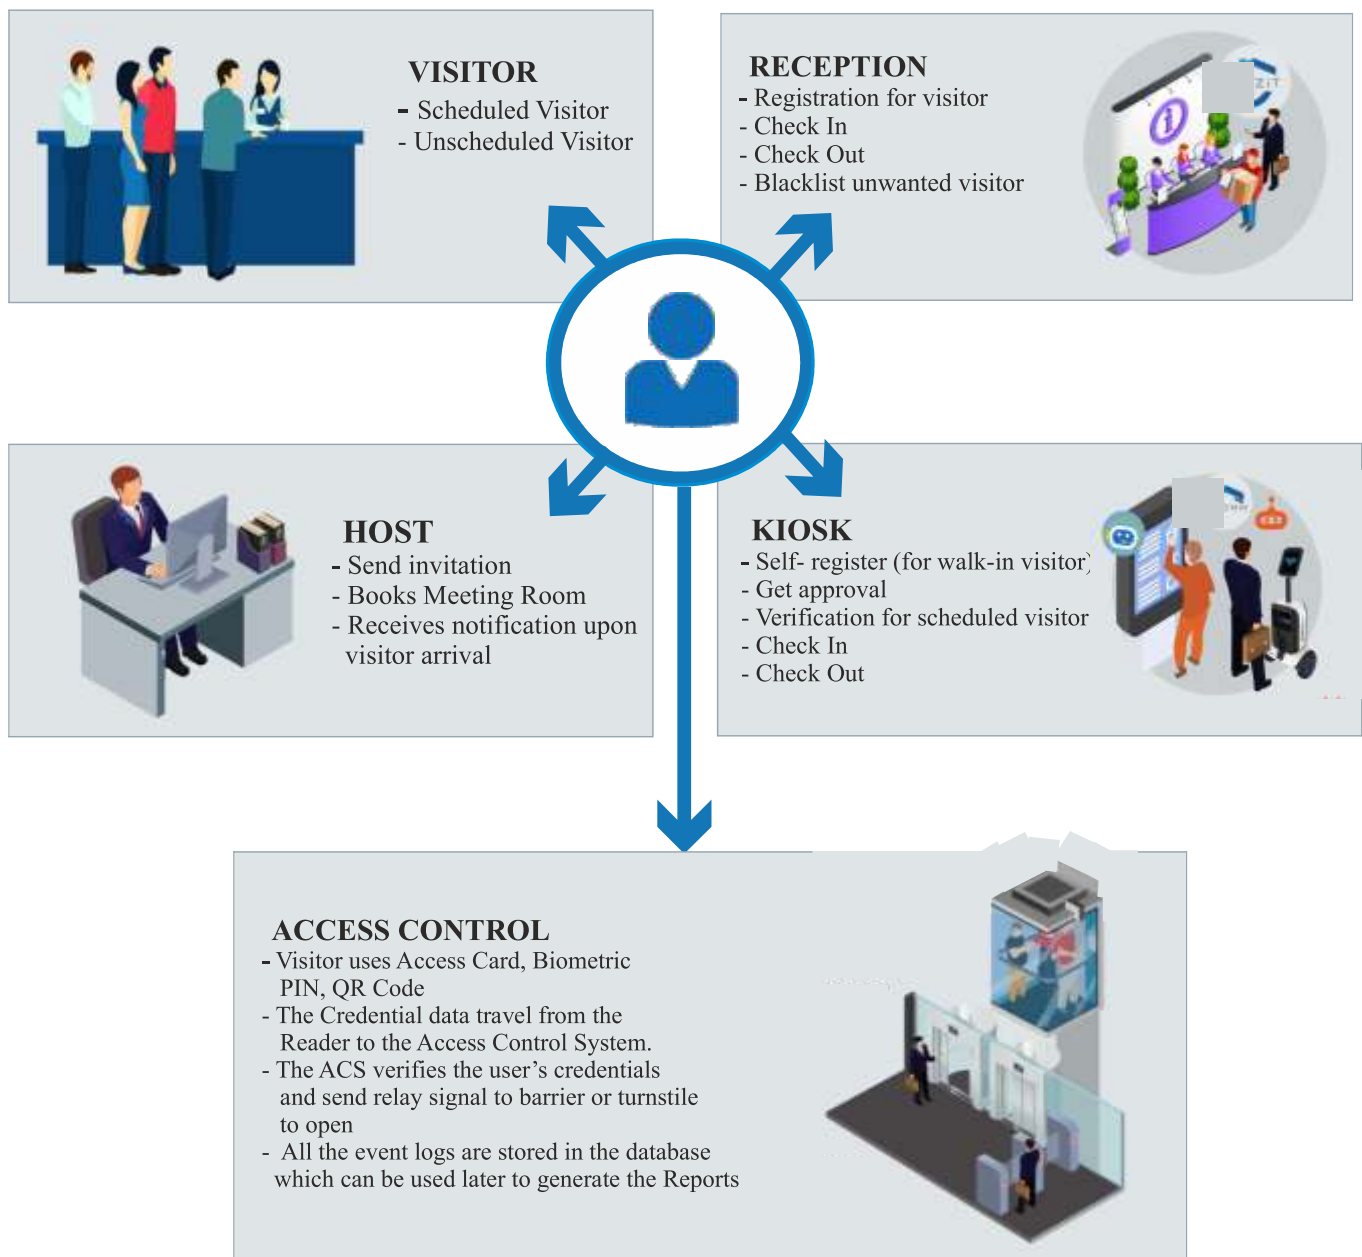 VISITOR
- Scheduled Visitor
- Unscheduled Visitor
RECEPTION
- Registration for visitor
- Check In
- Check Out
- Blacklist unwanted visitor
HOST
- Send invitation
- Books Meeting Room
- Receives notification upon
visitor arrival
KIOSK
- Self- register (for walk-in visitor)
- Get approval
- Verification for scheduled visitor
- Check In
- Check Out
ACCESS CONTROL
- Visitor uses Access Card, Biometric
PIN, QR Code
- The Credential data travel from the
Reader to the Access Control System.
- The ACS verifies the user’s credentials
and send relay signal to barrier or turnstile
to open
- All the event logs are stored in the database
which can be used later to generate the Reports